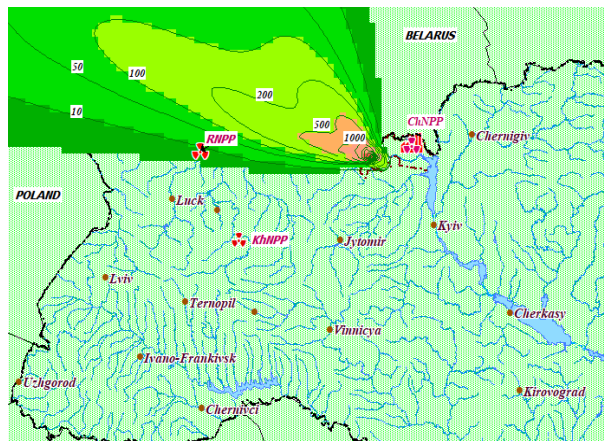 BELARUS
50
100
10
200
500
1000
RNPP
ChNPP
Chernigiv
POLAND
Luck
KhNPP
Jytomir
Kyiv
Lviv
Ternopil
Vinnicya
Cherkasy
Ivano-Frankivsk
Uzhgorod
Chernivci
Kirovograd